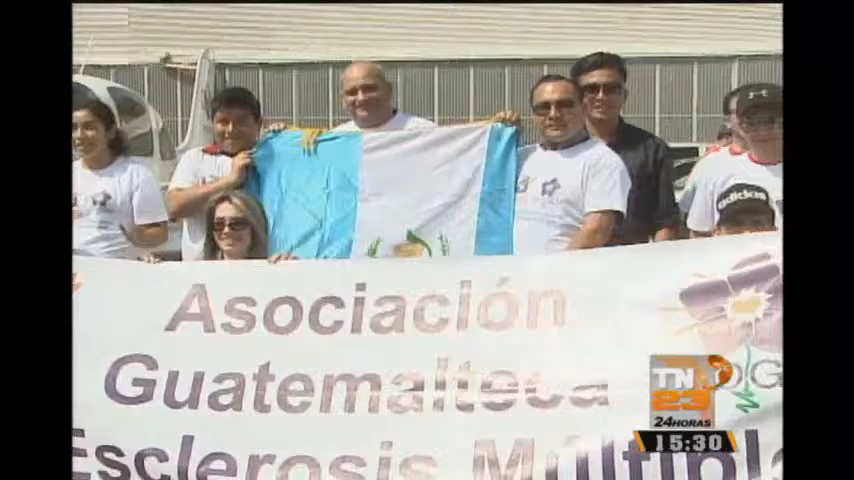 adidas
Asociación
Guatemalteca
Esclerosis Múltiple
TN
23
24HORAS
15:30